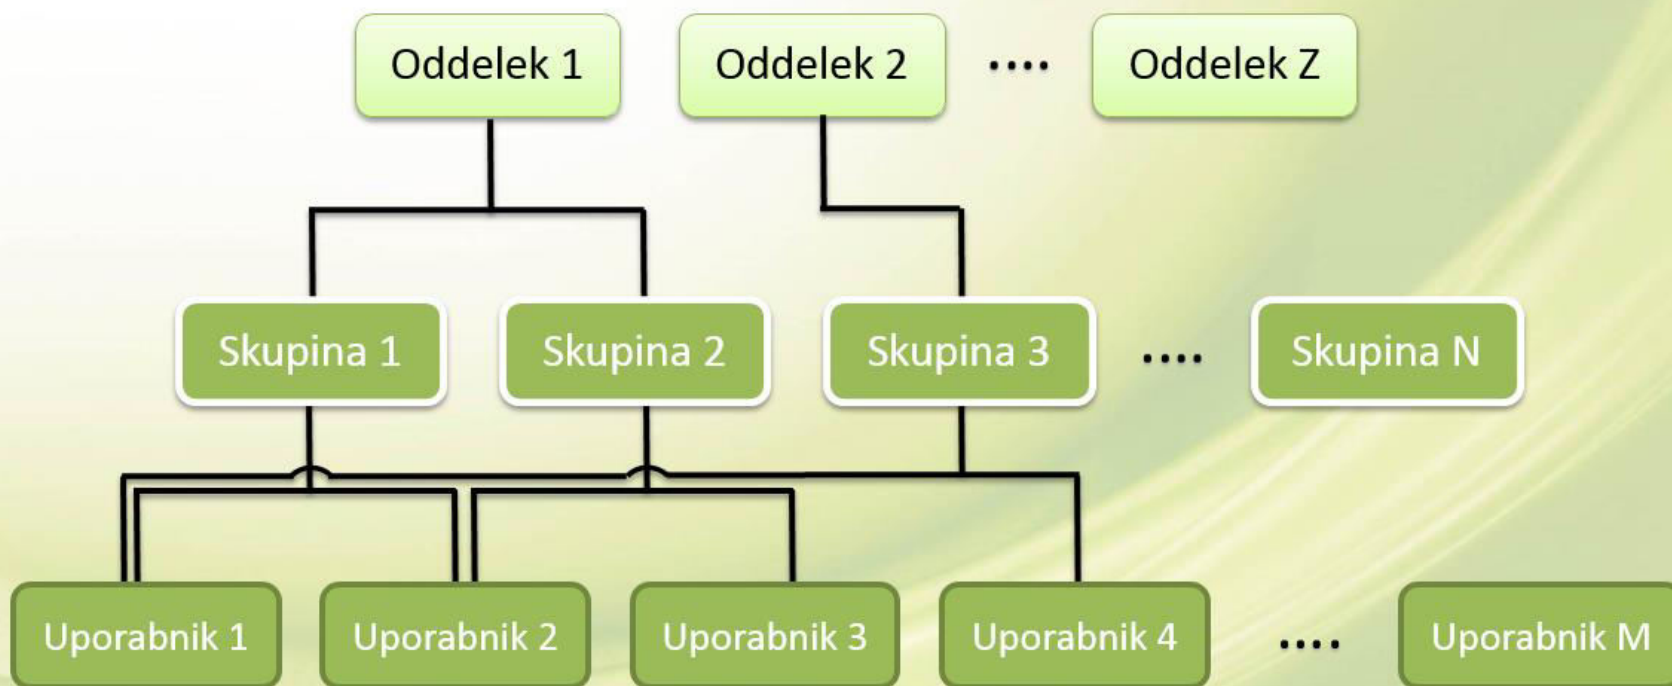 Oddelek 1
Oddelek 2
....
Oddelek Z
Skupina 1
Skupina 2
Skupina 3
....
Skupina N
Uporabnik 1
Uporabnik 2
Uporabnik 3
Uporabnik 4
....
Uporabnik M